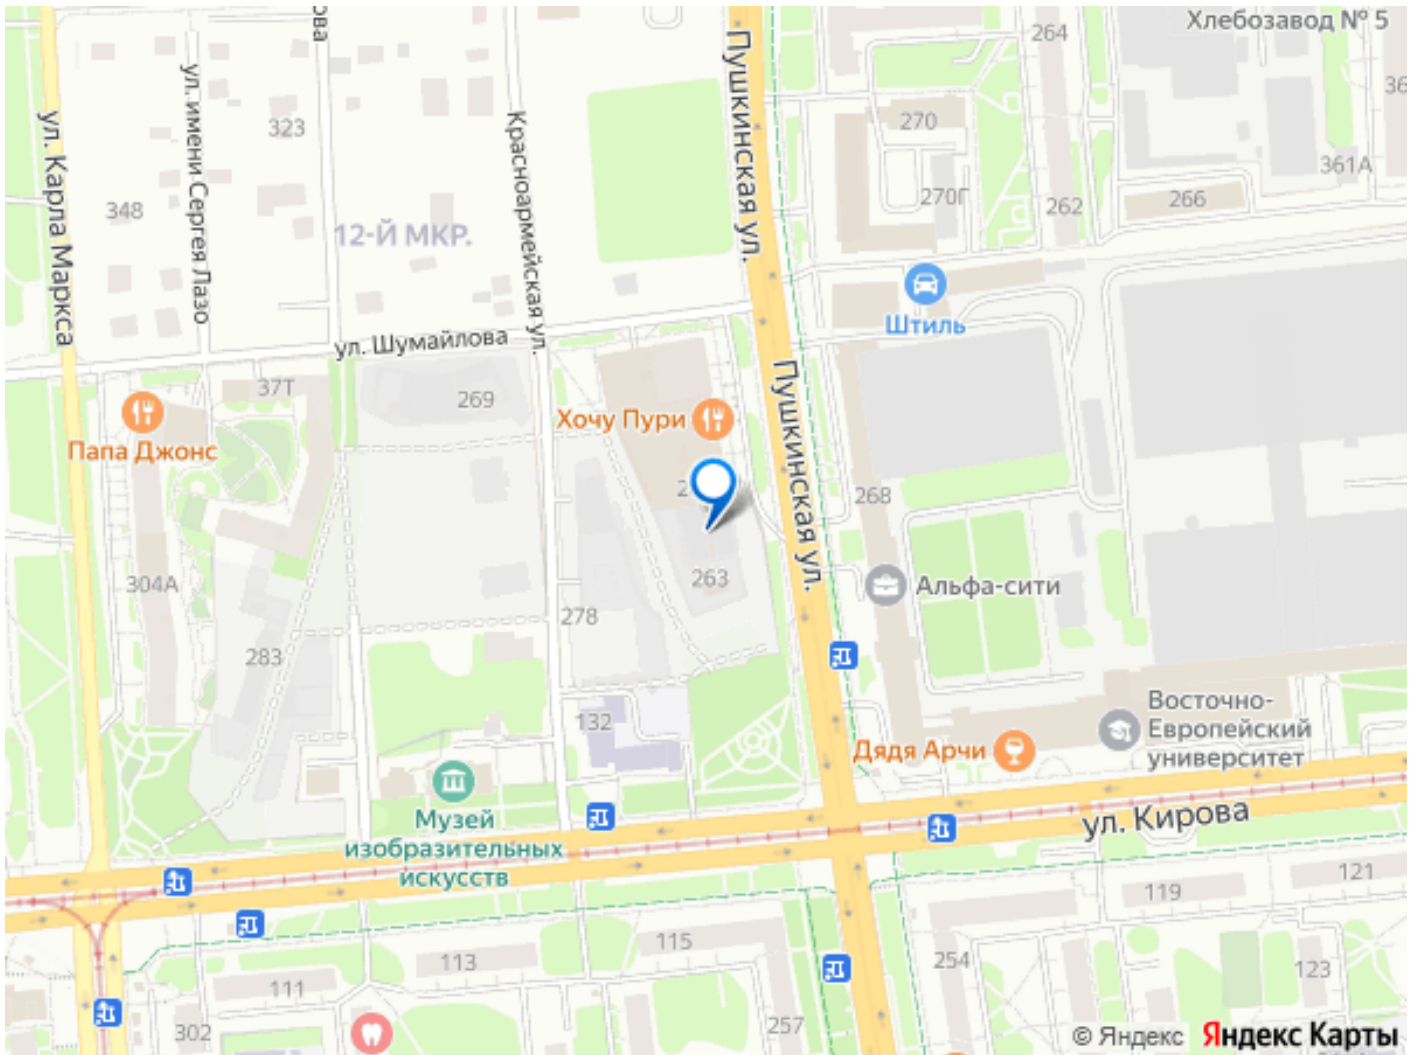 Хлебозавод № 5
264
36
ова
Пушкинская ул.
ул. имени Сергея Лазо
ул. Карла Маркса
323
Красноармейская ул.
270
361А
348
270Г
262
266
12-Й МКР.
Штиль
ул. Шумайлова
Пушкинская ул.
37Т
269
Хочу Пури
Папа Джонс
2
268
263
304А
Альфа-сити
278
283
Восточно-
Европейский
университет
132
Дядя Арчи
Музей
изобразительных
искусств
ул. Кирова
121
119
115
113
254
123
111
302
257
© Яндекс Яндекс Карты